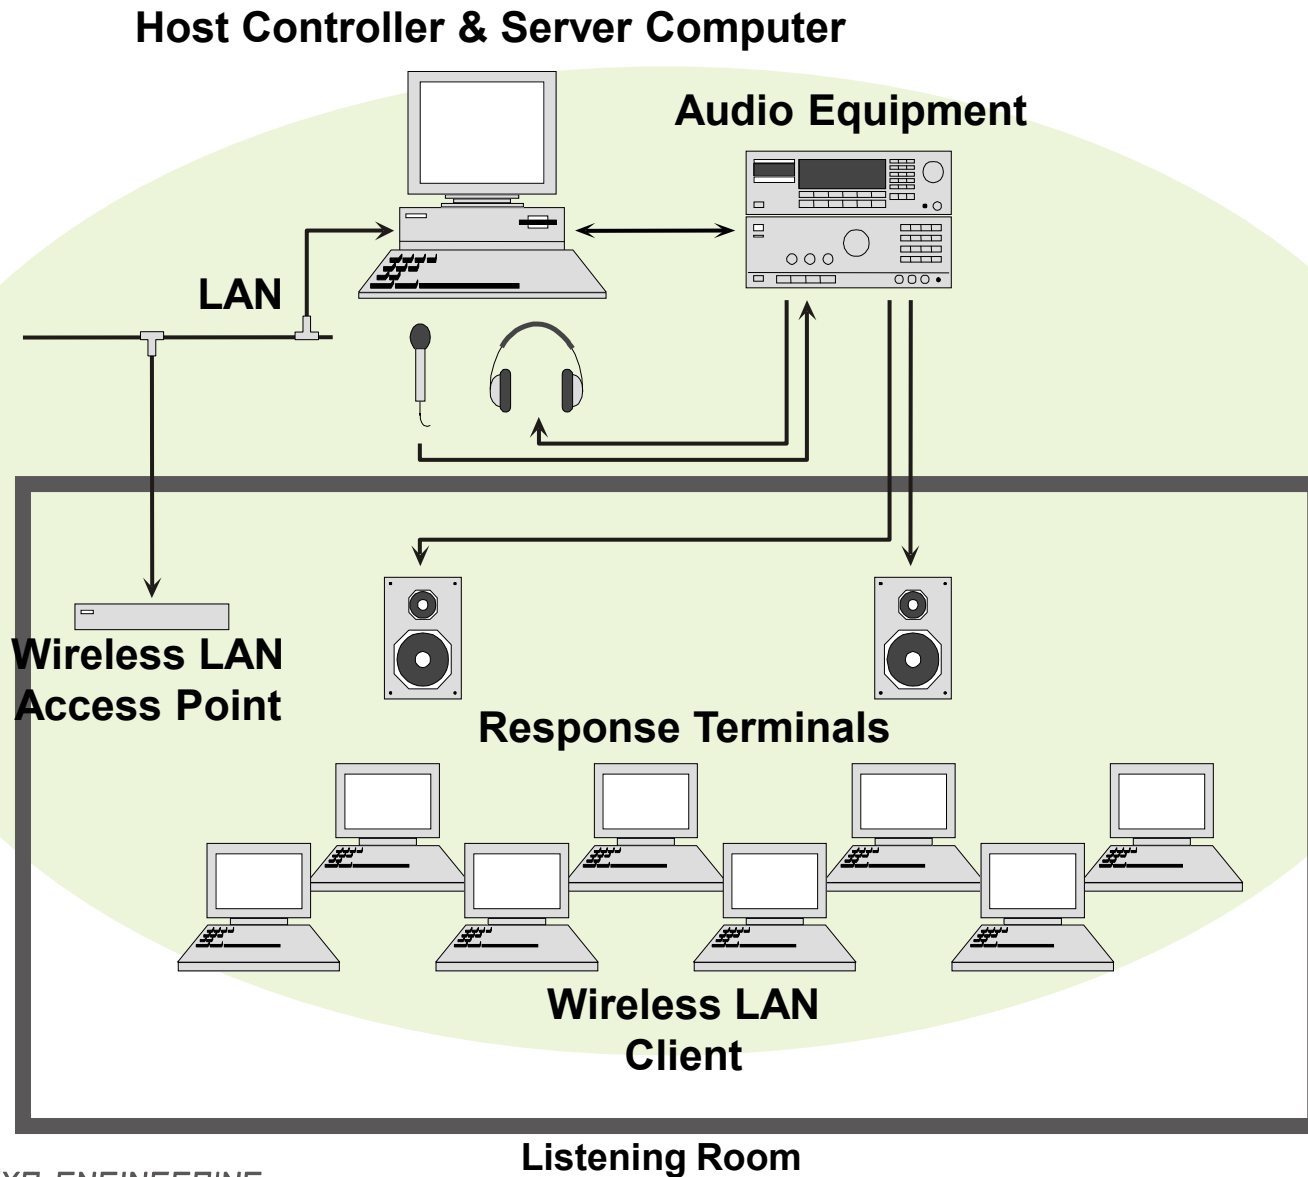 Host Controller & Server Computer
Audio Equipment
LAN
Wireless LAN
Access Point
Response Terminals
Wireless LAN
Client
Listening Room